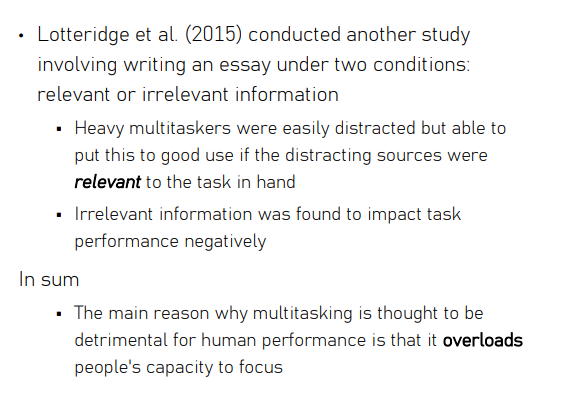 • Lotteridge et al. (2015) conducted another study
involving writing an essay under two conditions:
relevant or irrelevant information
▪ Heavy multitaskers were easily distracted but able to
put this to good use if the distracting sources were
relevant to the task in hand
▪ Irrelevant information was found to impact task
performance negatively
In sum
▪ The main reason why multitasking is thought to be
detrimental for human performance is that it overloads
people's capacity to focus